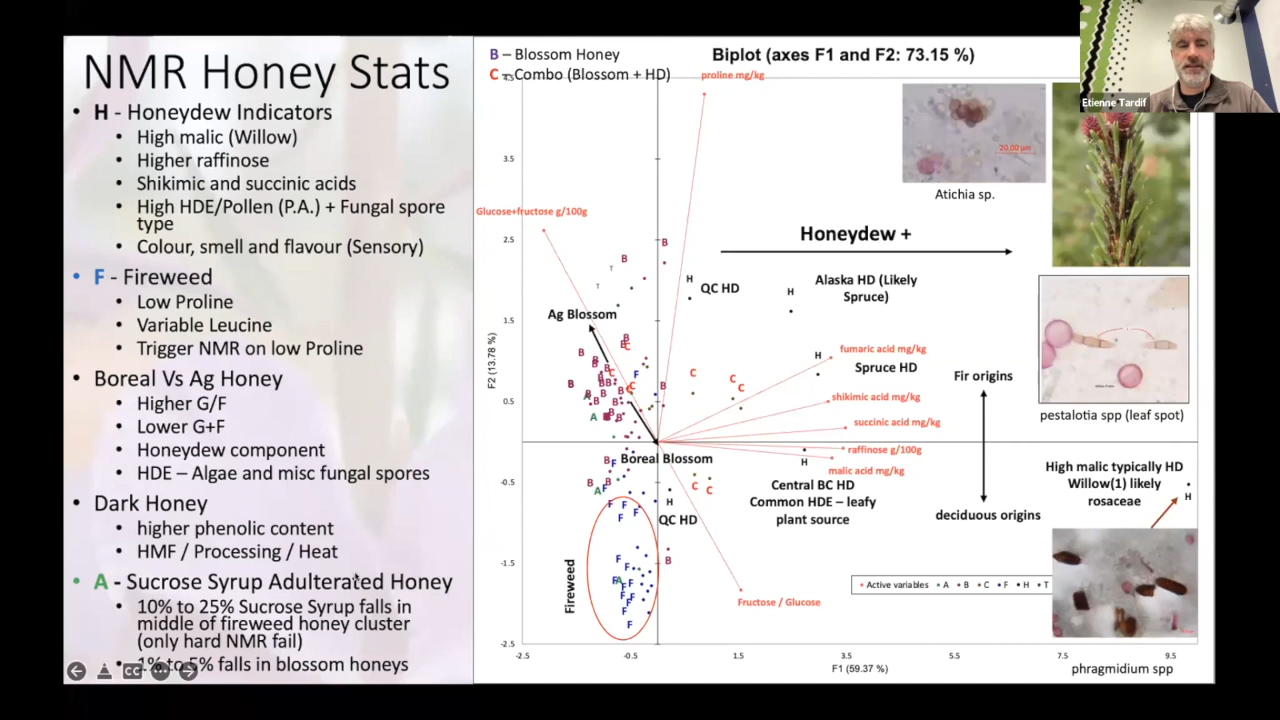 NMR Honey Stats
• H - Honeydew Indicators
• High malic (Willow)
• Higher raffinose
• Shikimic and succinic acids
• High HDE/Pollen (P.A.) + Fungal spore
type
• Colour, smell and flavour (Sensory)
• F - Fireweed
• Low Proline
• Variable Leucine
• Trigger NMR on low Proline
• Boreal Vs Ag Honey
• Higher G/F
• Lower G+F
• Honeydew component
• HDE – Algae and misc fungal spores
• Dark Honey
• higher phenolic content
• HMF / Processing / Heat
• A - Sucrose Syrup Adulterated Honey
• 10% to 25% Sucrose Syrup falls in
middle of fireweed honey cluster
(only hard NMR fail)
• 1% to 5% falls in blossom honeys
CC
B – Blossom Honey
C – Combo (Blossom + HD)
Biplot (axes F1 and F2: 73.15 %)
proline mg/kg
Glucose+fructose g/100g
Honeydew +
QC HD
Alaska HD (Likely
Spruce)
Ag Blossom
fumaric acid mg/kg
Spruce HD
shikimic acid mg/kg
succinic acid mg/kg
raffinose g/100g
malic acid mg/kg
Boreal Blossom
Central BC HD
Common HDE – leafy
plant source
QC HD
Fireweed
Fructose / Glucose
Fir origins
deciduous origins
High malic typically HD
Willow(1) likely
rosaceae
• Active variables • A • B • C • F • H • T
4.5
3.5
2.5
1.5
0.5
-0.5
-1.5
-2.5
F2 (13.78 %)
-2.5 -0.5 1.5 3.5 5.5 7.5 9.5
F1 (59.37 %)
20.00 µm
Atichia sp.
pestalotia spp (leaf spot)
phragmidium spp
Etienne Tardif